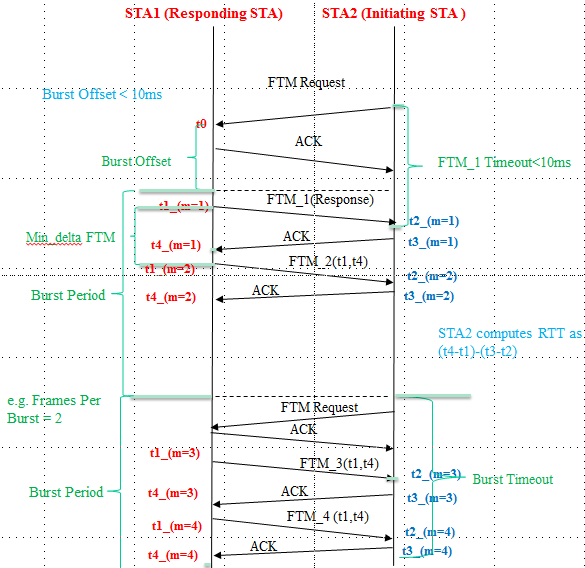 STA1 (Responding STA)
STA2 (Initiating STA )
FTM Request
Burst Offset < 10ms
t0
ACK
Burst Offset
FTM_1 Timeout<10ms
t1_(m=1)
FTM_1(Response)
t2_(m=1)
Min_delta FTM
ACK
t4_(m=1)
t3_(m=1)
FTM_2(t1,t4)
t1_(m=2)
t2_(m=2)
Burst Period
t4_(m=2)
ACK
t3_(m=2)
STA2 computes RTT as
(t4-t1)-(t3-t2)
e.g. Frames Per
Burst = 2
FTM Request
ACK
t1_(m=3)
FTM_3(t1,t4)
t2_(m=3)
Burst Timeout
Burst Period
t4_(m=3)
ACK
t3_(m=3)
t1_(m=4)
FTM_4 (t1,t4)
t2_(m=4)
t4_(m=4)
ACK
t3_(m=4)